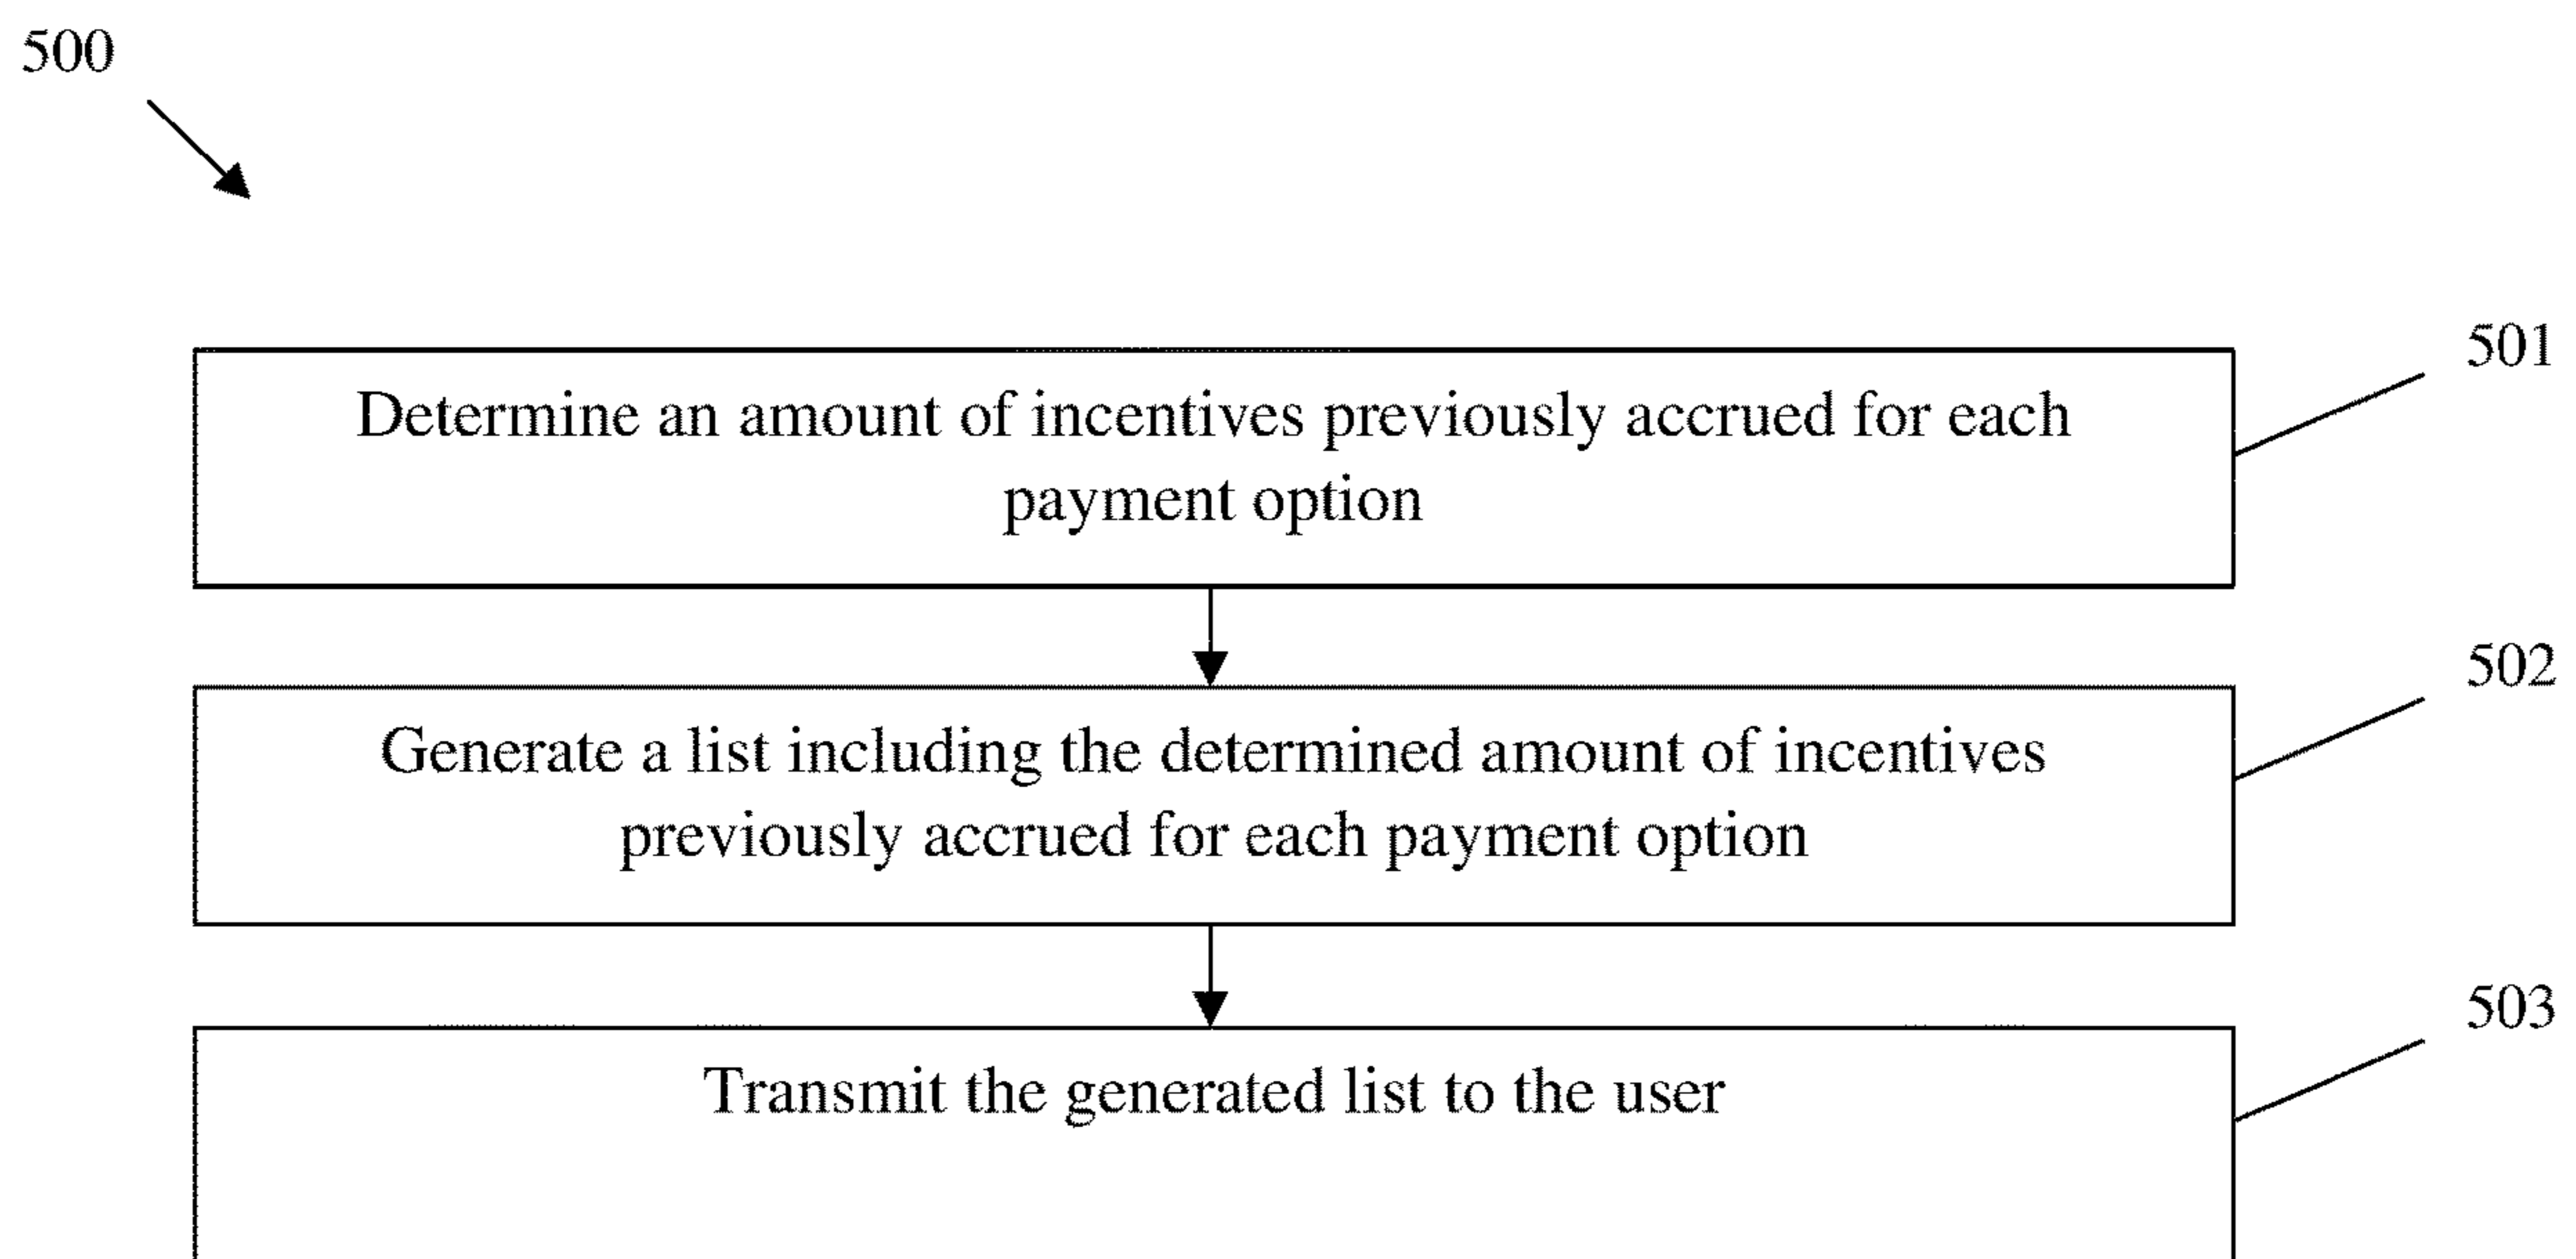 500
501
Determine an amount of incentives previously accrued for each
payment option
502
Generate a list including the determined amount of incentives
previously accrued for each payment option
503
Transmit the generated list to the user